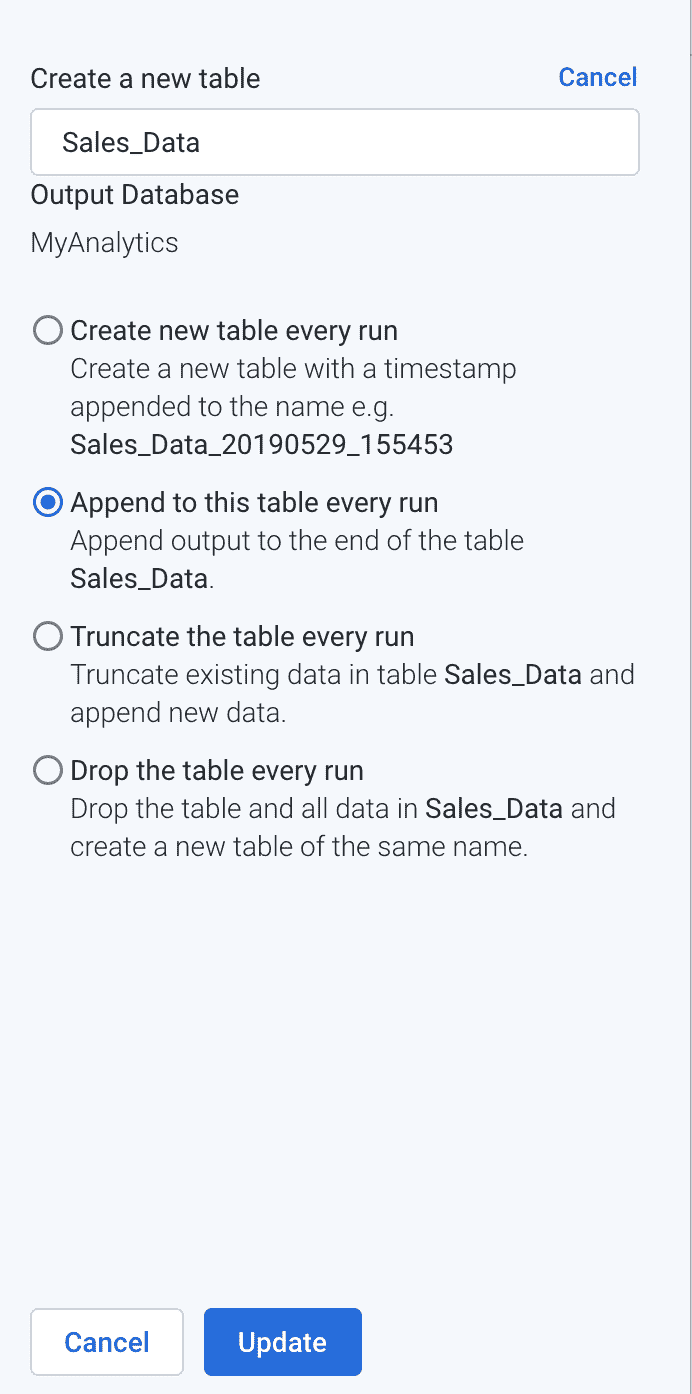 Create a new table
Cancel
Sales_Data
Output Database
MyAnalytics
Create new table every run
Create a new table with a timestamp
appended to the name e.g.
Sales_Data_20190529_155453
Append to this table every run
Append output to the end of the table
Sales_Data.
Truncate the table every run
Truncate existing data in table Sales_Data and
append new data.
Drop the table every run
Drop the table and all data in Sales_Data and
create a new table of the same name.
Cancel
Update